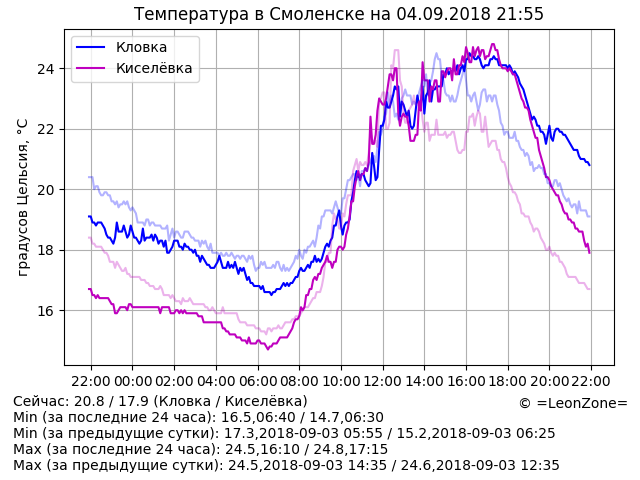 Температура в Смоленске на 04.09.2018 21:55
Кловка
Киселёвка
градусов Цельсия, °C
24
22
20
18
16
22:00 00:00 02:00 04:00 06:00 08:00 10:00 12:00 14:00 16:00 18:00 20:00 22:00
Сейчас: 20.8 / 17.9 (Кловка / Киселёвка)
© =LeonZone=
Min (за последние 24 часа): 16.5,06:40 / 14.7,06:30
Min (за предыдущие сутки): 17.3,2018-09-03 05:55 / 15.2,2018-09-03 06:25
Max (за последние 24 часа): 24.5,16:10 / 24.8,17:15
Max (за предыдущие сутки): 24.5,2018-09-03 14:35 / 24.6,2018-09-03 12:35